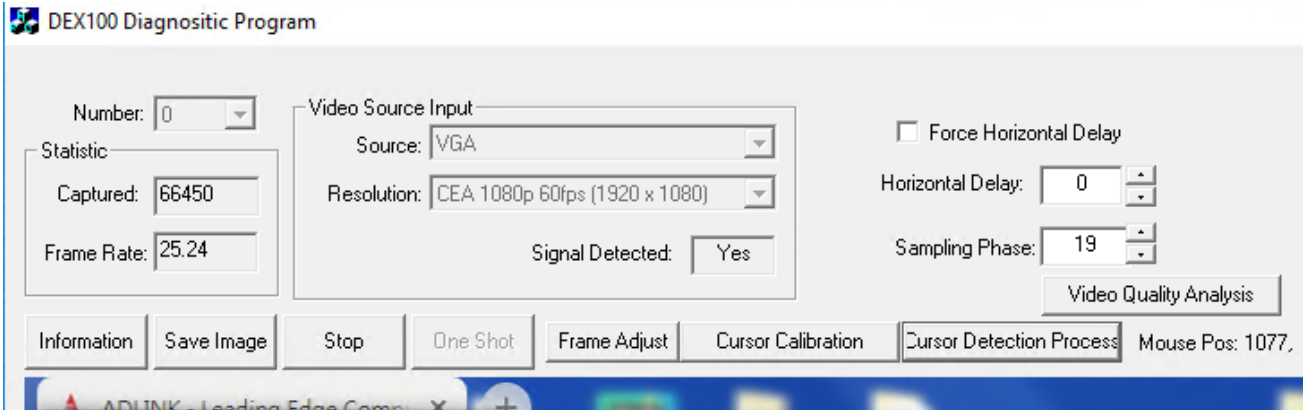 DEX100 Diagnositic Program
Number: 0
Statistic
Captured: 66450
Frame Rate: 25.24
Video Source Input
Source: VGA
Resolution: CEA 1080p 60fps (1920 x 1080)
Signal Detected: Yes
Force Horizontal Delay
Horizontal Delay: 0
Sampling Phase: 19
Video Quality Analysis
Information Save Image Stop One Shot Frame Adjust Cursor Calibration Cursor Detection Process Mouse Pos: 1077,
ADLINK - Leading Edge Comp